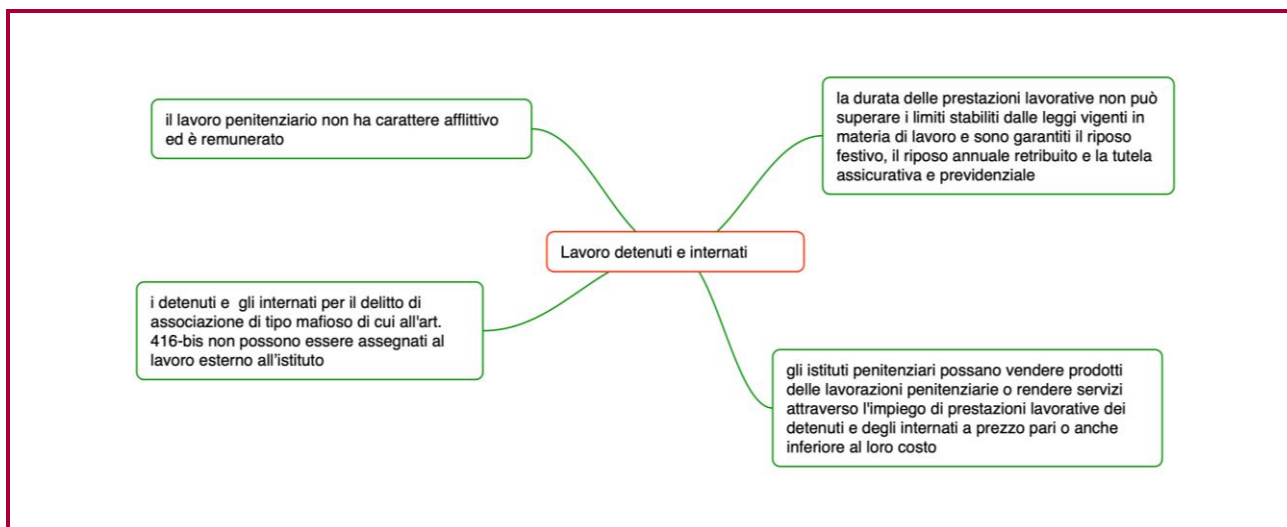 il lavoro penitenziario non ha carattere afflittivo
ed è remunerato
la durata delle prestazioni lavorative non può
superare i limiti stabiliti dalle leggi vigenti in
materia di lavoro e sono garantiti il riposo
festivo, il riposo annuale retribuito e la tutela
assicurativa e previdenziale
Lavoro detenuti e internati
i detenuti e  gli internati per il delitto di
associazione di tipo mafioso di cui all'art.
416-bis non possono essere assegnati al
lavoro esterno all'istituto
gli istituti penitenziari possano vendere prodotti
delle lavorazioni penitenziarie o rendere servizi
attraverso l'impiego di prestazioni lavorative dei
detenuti e degli internati a prezzo pari o anche
inferiore al loro costo